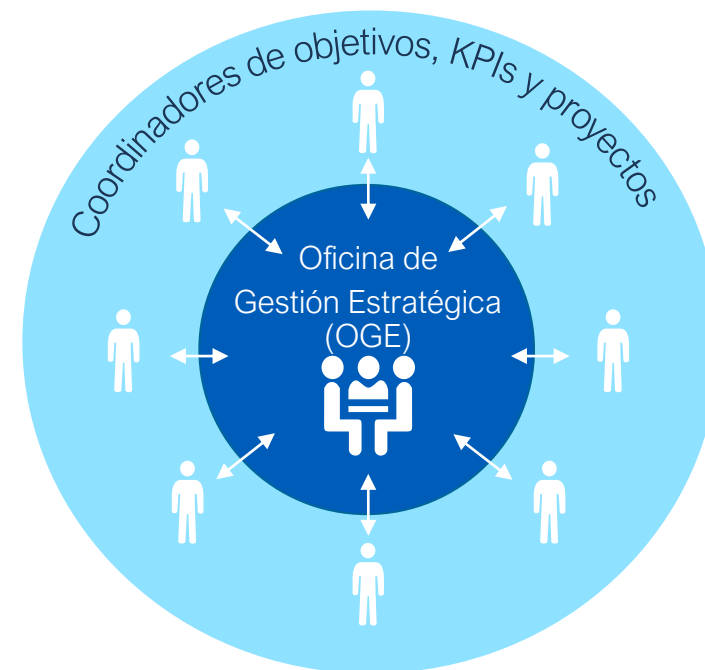 Coordinadores de objetivos, KPIs y proyectos
Oficina de
Gestión Estratégica
(OGE)